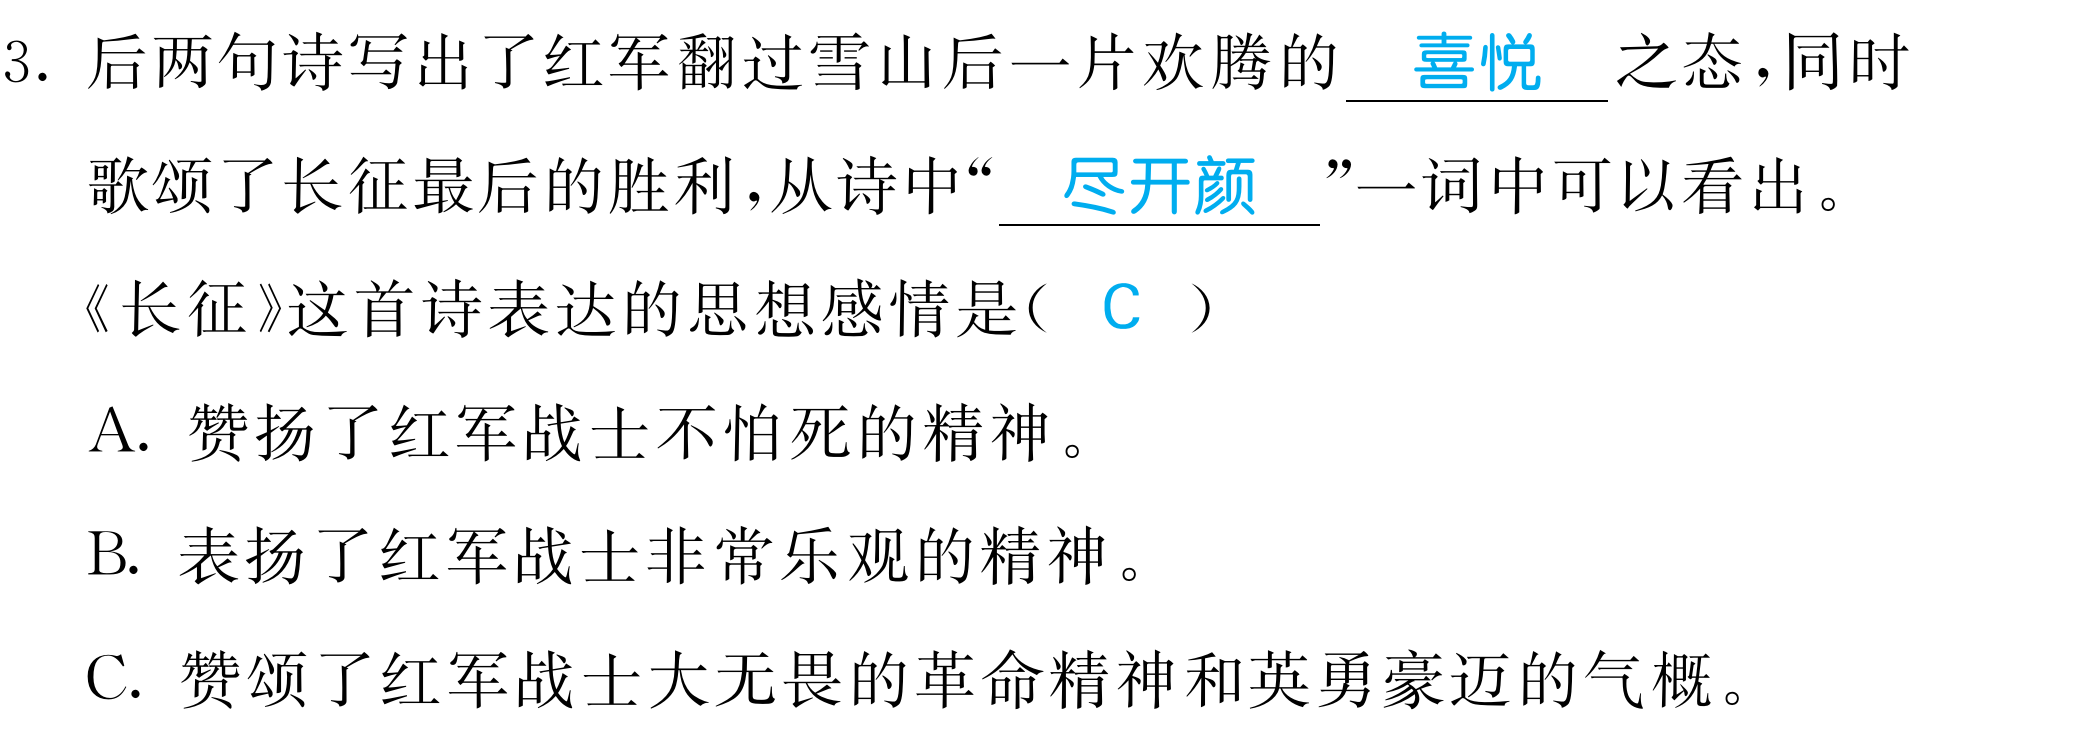 3. 后两句诗写出了红军翻过雪山后一片欢腾的 喜悦 之态,同时
歌颂了长征最后的胜利,从诗中“ 尽开颜 ”一词中可以看出。
《长征》这首诗表达的思想感情是( C )
A. 赞扬了红军战士不怕死的精神。
B. 表扬了红军战士非常乐观的精神。
C. 赞颂了红军战士大无畏的革命精神和英勇豪迈的气概。